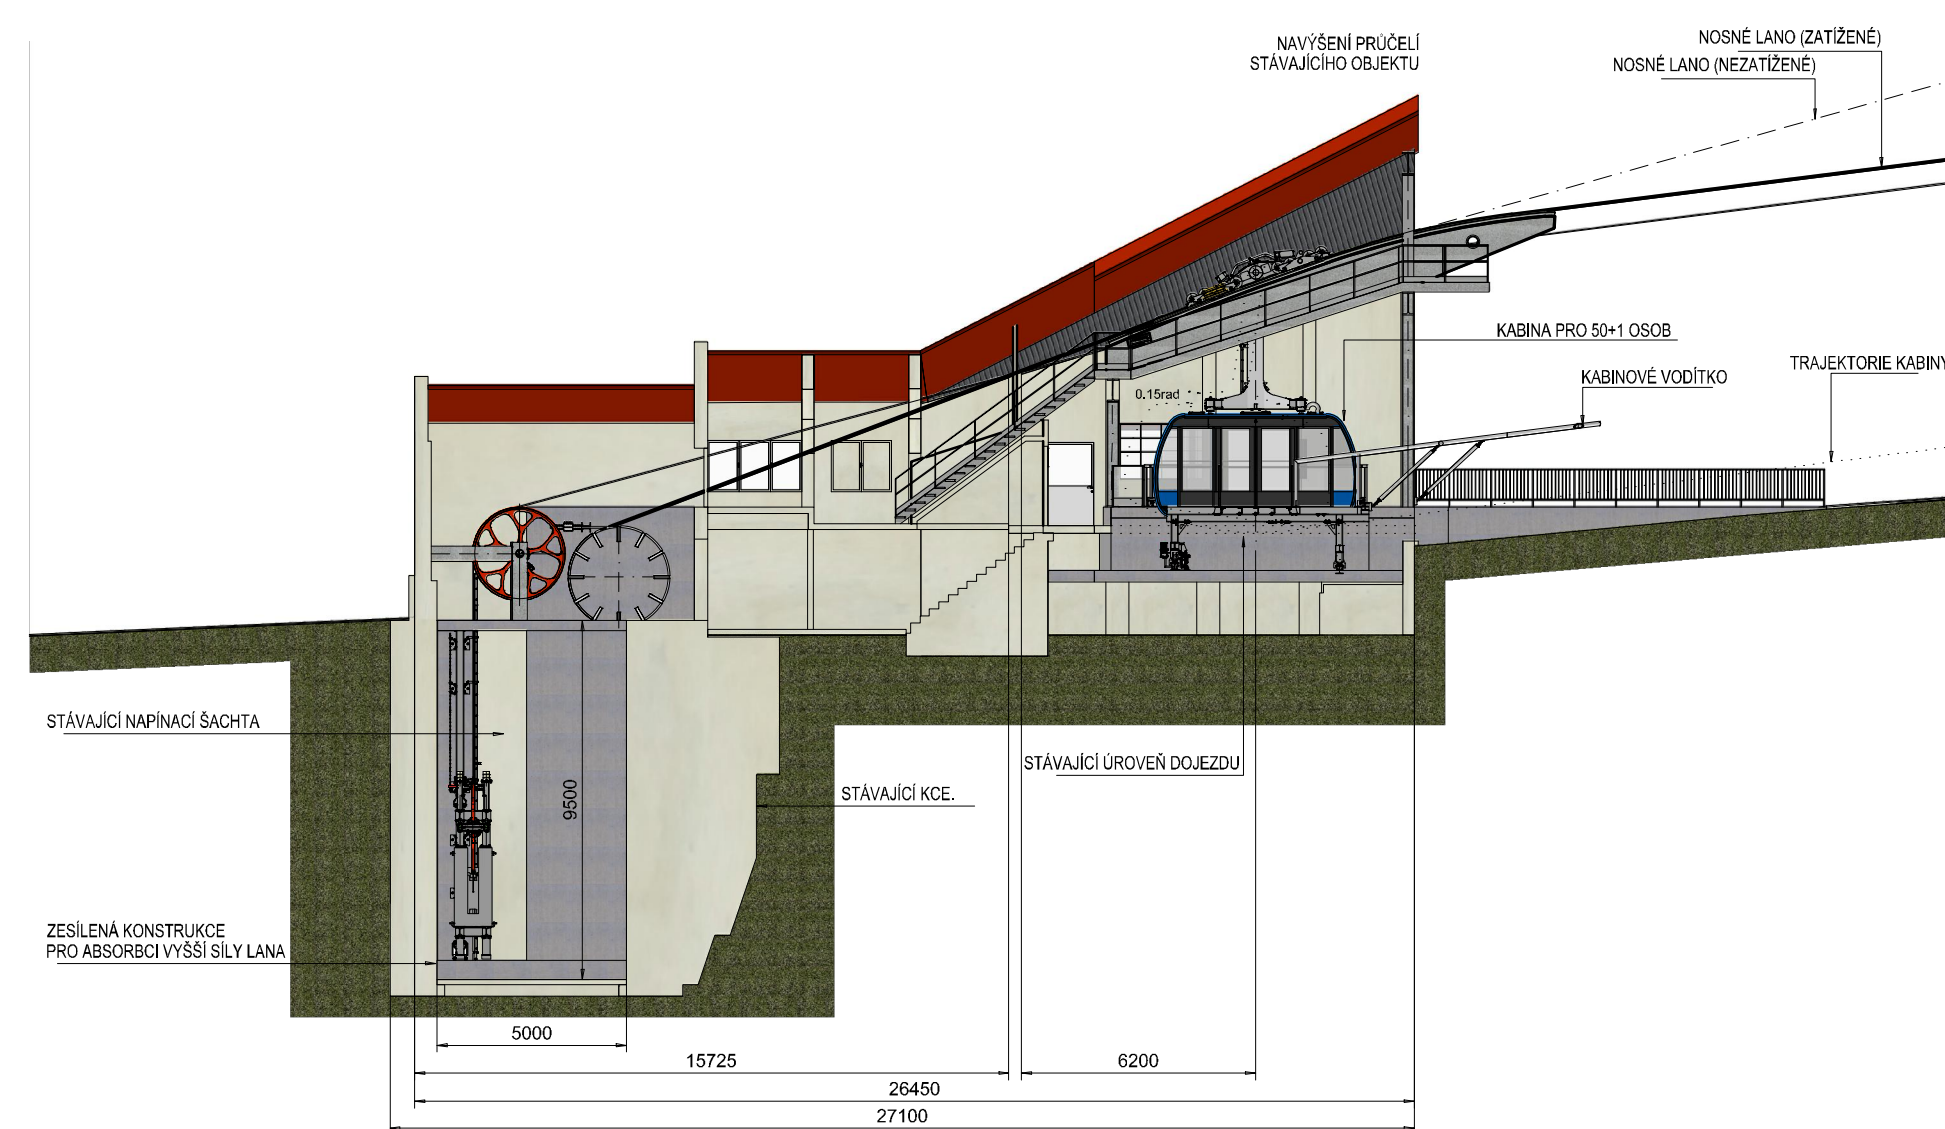 NAVÝŠENÍ PRŮČELÍ
STÁVAJÍCÍHO OBJEKTU
NOSNÉ LANO (ZATÍŽENÉ)
NOSNÉ LANO (NEZATÍŽENÉ)
KABINA PRO 50+1 OSOB
TRAJEKTORIE KABINY
KABINOVÉ VODÍTKO
0.15rad
STÁVAJÍCÍ NAPÍNACÍ ŠACHTA
STÁVAJÍCÍ ÚROVEŇ DOJEZDU
STÁVAJÍCÍ KCE.
9500
ZESÍLENÁ KONSTRUKCE
PRO ABSORBCI VYŠŠÍ SÍLY LANA
5000
15725
6200
26450
27100